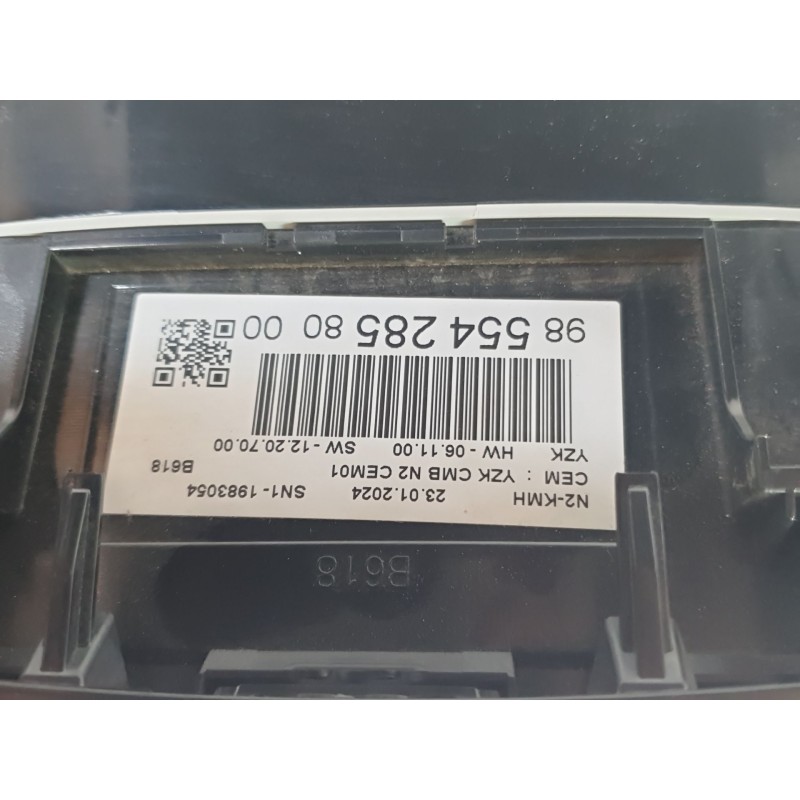 98 554 285 80 00
YZK HW - 06.11.00 SW - 12.20.70.00
CEM : YZK CMB N2 CEM01 B618
N2-KMH 23.01.2024 SN1- 1983054
B618